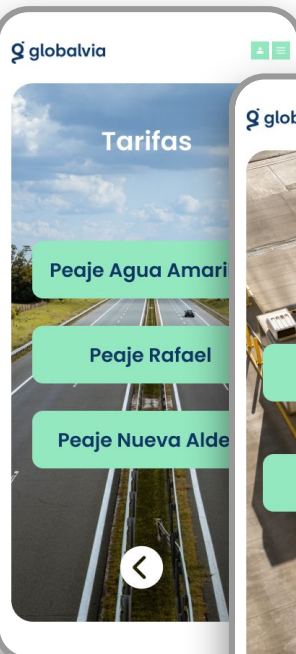 globalvia
Tarifas
Peaje Agua Amari
Peaje Rafael
Peaje Nueva Alde
glob